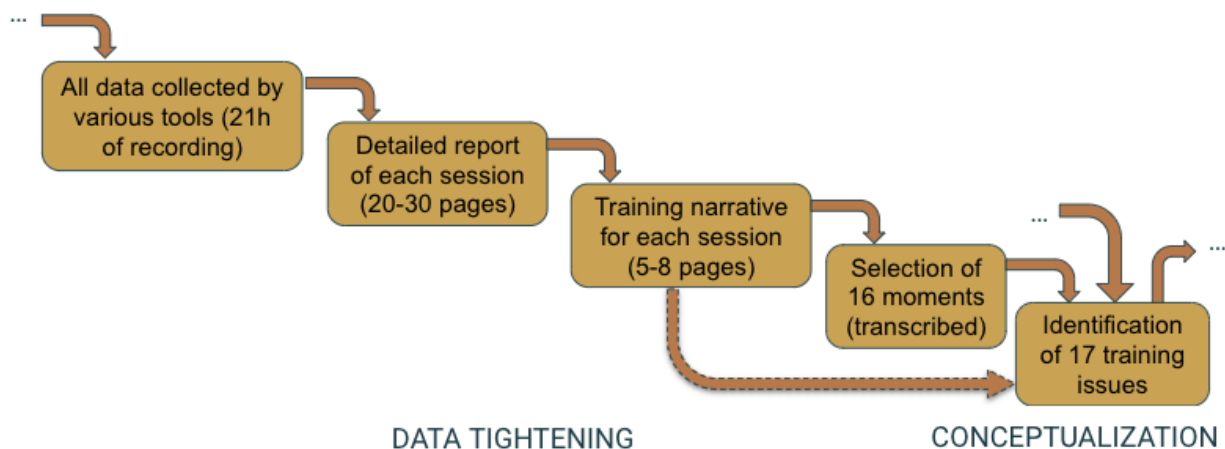 ...
All data collected by
various tools (21h
of recording)
Detailed report
of each session
(20-30 pages)
Training narrative
for each session
(5-8 pages)
Selection of
16 moments
(transcribed)
...
...
Identification
of 17 training
issues
DATA TIGHTENING
CONCEPTUALIZATION